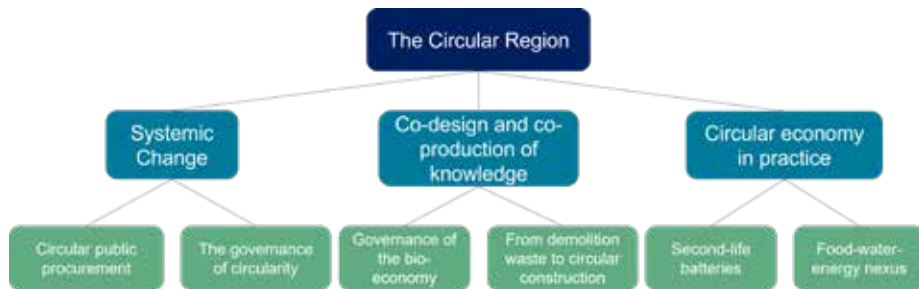 The Circular Region
Systemic
Change
Co-design and co-
production of
knowledge
Circular economy
in practice
Circular public
procurement
The governance
of circularity
Governance of
the bio-
economy
From demolition
waste to circular
construction
Second-life
batteries
Food-water-
energy nexus